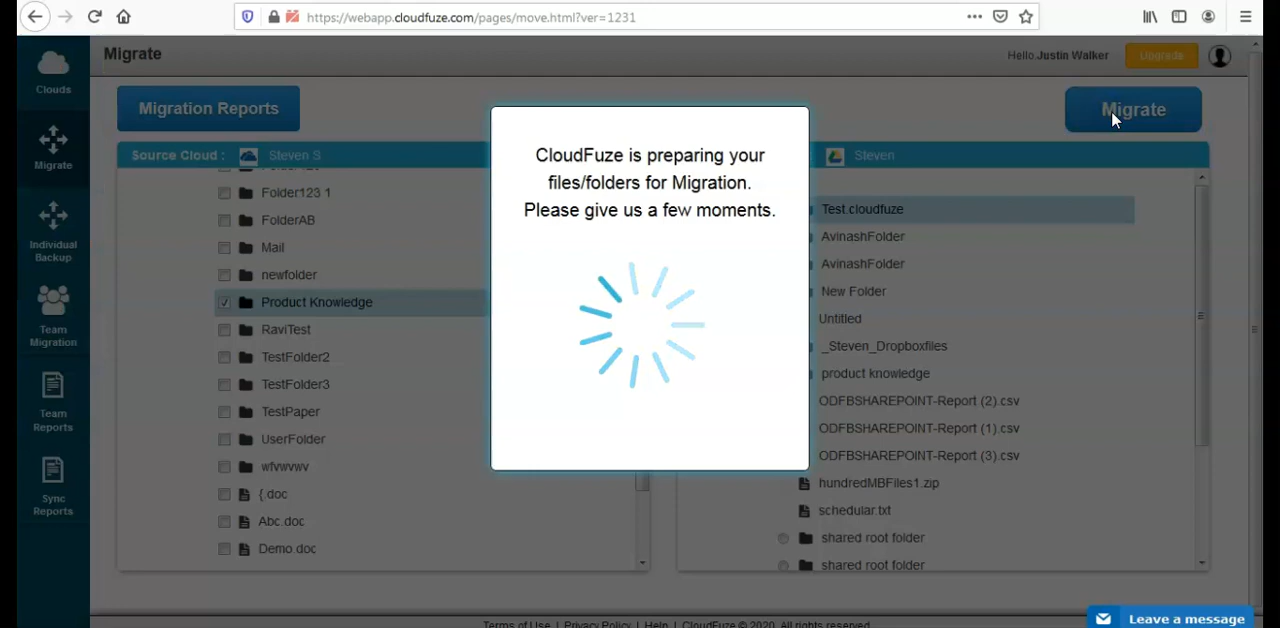 https://webapp.cloudfuze.com/pages/move.html?ver=1231
Migrate
Hello Justin Walker
Upgrade
Clouds
Migrate
Individual
Backup
Team
Migration
Team
Reports
Sync
Reports
Migration Reports
Migrate
Source Cloud :
Steven S
Folder123 1
FolderAB
Mail
newfolder
Product Knowledge
RaviTest
TestFolder2
TestFolder3
TestPaper
UserFolder
wfvwvwv
{.doc
Abc.doc
Demo.doc
CloudFuze is preparing your
files/folders for Migration.
Please give us a few moments.
Steven
Test cloudfuze
AvinashFolder
AvinashFolder
New Folder
Untitled
_Steven_Dropboxfiles
product knowledge
ODFBSHAREPOINT-Report (2).csv
ODFBSHAREPOINT-Report (1).csv
ODFBSHAREPOINT-Report (3).csv
hundredMBFiles1.zip
schedular.txt
shared root folder
shared root folder
Terms of Use | Privacy Policy | Help | CloudFuze © 2020. All rights reserved.
Leave a message